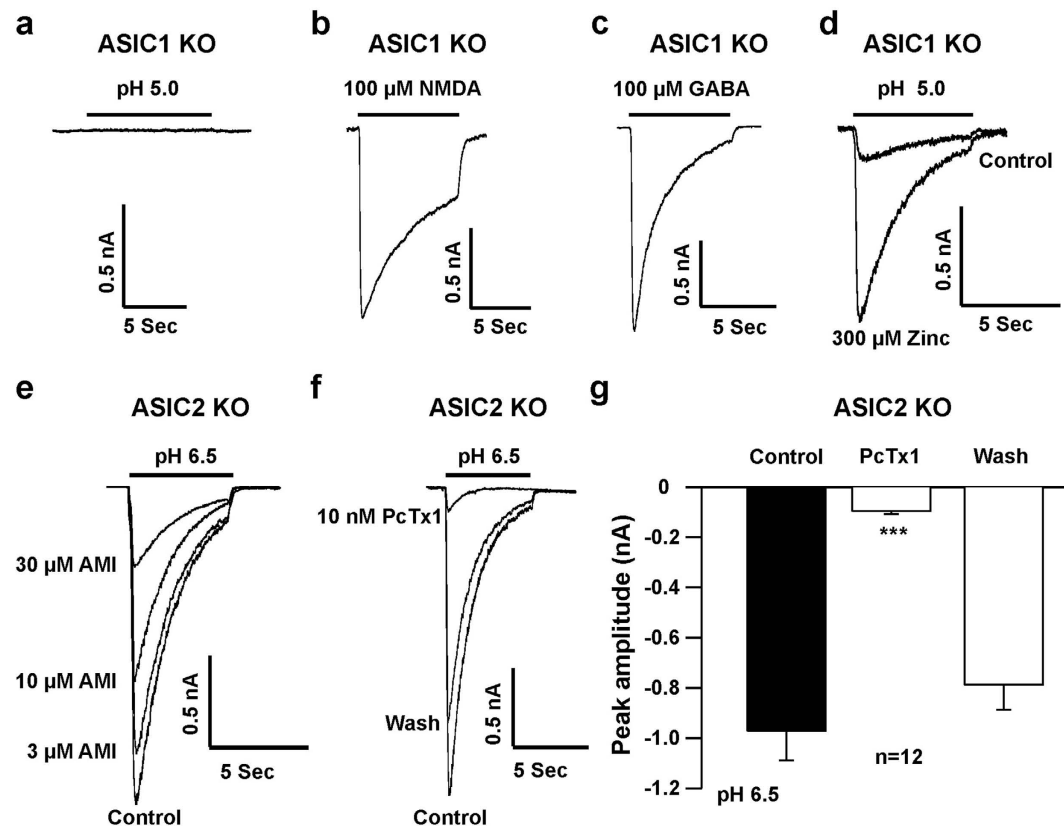 a
ASIC1 KO
pH 5.0
0.5 nA
5 Sec
b
ASIC1 KO
100 µM NMDA
0.5 nA
5 Sec
c
ASIC1 KO
100 µM GABA
0.5 nA
5 Sec
d
ASIC1 KO
pH 5.0
Control
0.5 nA
300 µM Zinc
5 Sec
e
ASIC2 KO
pH 6.5
30 µM AMI
10 µM AMI
3 µM AMI
Control
0.5 nA
5 Sec
f
ASIC2 KO
pH 6.5
10 nM PcTx1
Wash
Control
0.5 nA
5 Sec
g
ASIC2 KO
Control PcTx1 Wash
Peak amplitude (nA)
0
-0.2
-0.4
-0.6
-0.8
-1.0
-1.2
***
n=12
pH 6.5